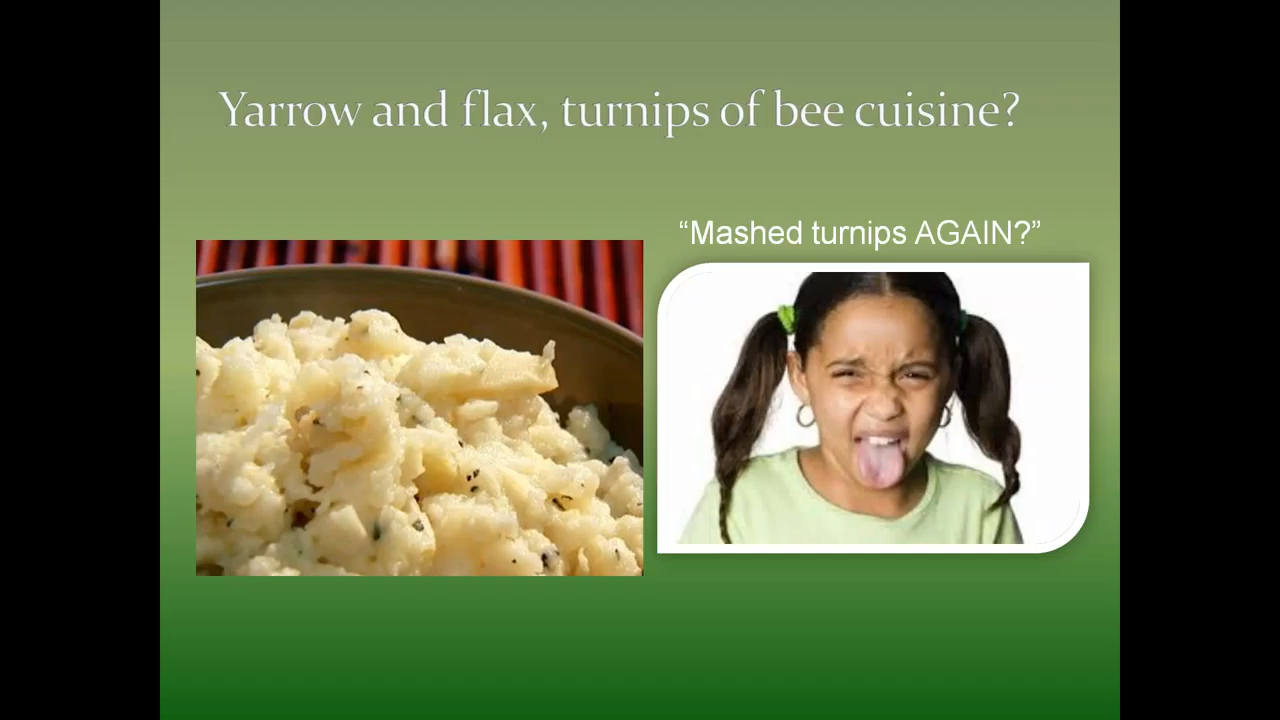 Yarrow and flax, turnips of bee cuisine?
“Mashed turnips AGAIN?”